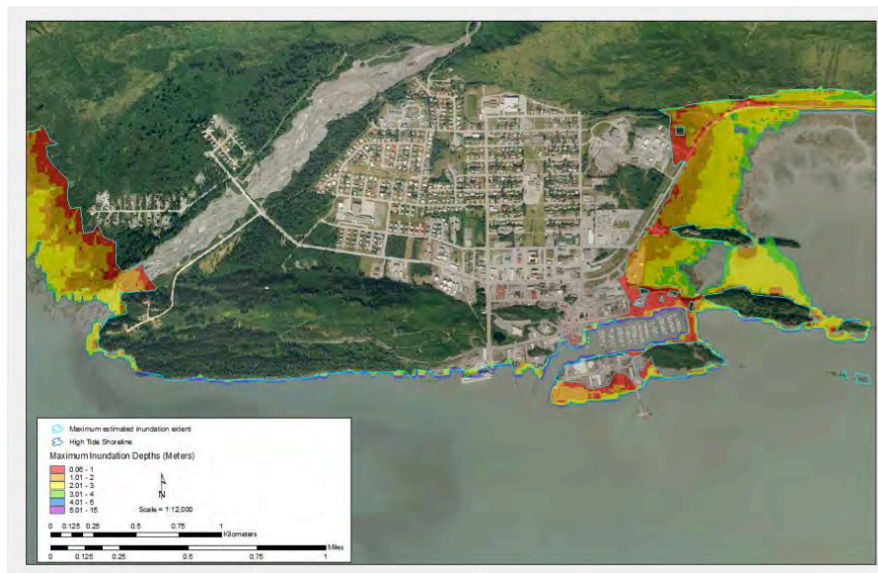 Maximum estimated inundation extent
High Tide Shoreline
Maximum Inundation Depths (Meters)
0.06 - 1
1.01 - 2
2.01 - 3
3.01 - 4
4.01 - 5
5.01 - 15
N
Scale = 1:12,000
0 0.125 0.25 0.5 0.75 1
Kilometers
Miles
0 0.125 0.25 0.5 0.75 1